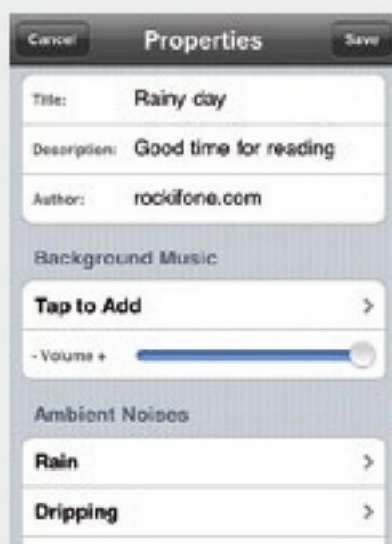 Cancel Properties Save
Title: Rainy day
Description: Good time for reading
Author: rockifone.com
Background Music
Tap to Add
- Volume +
Ambient Noises
Rain
Dripping